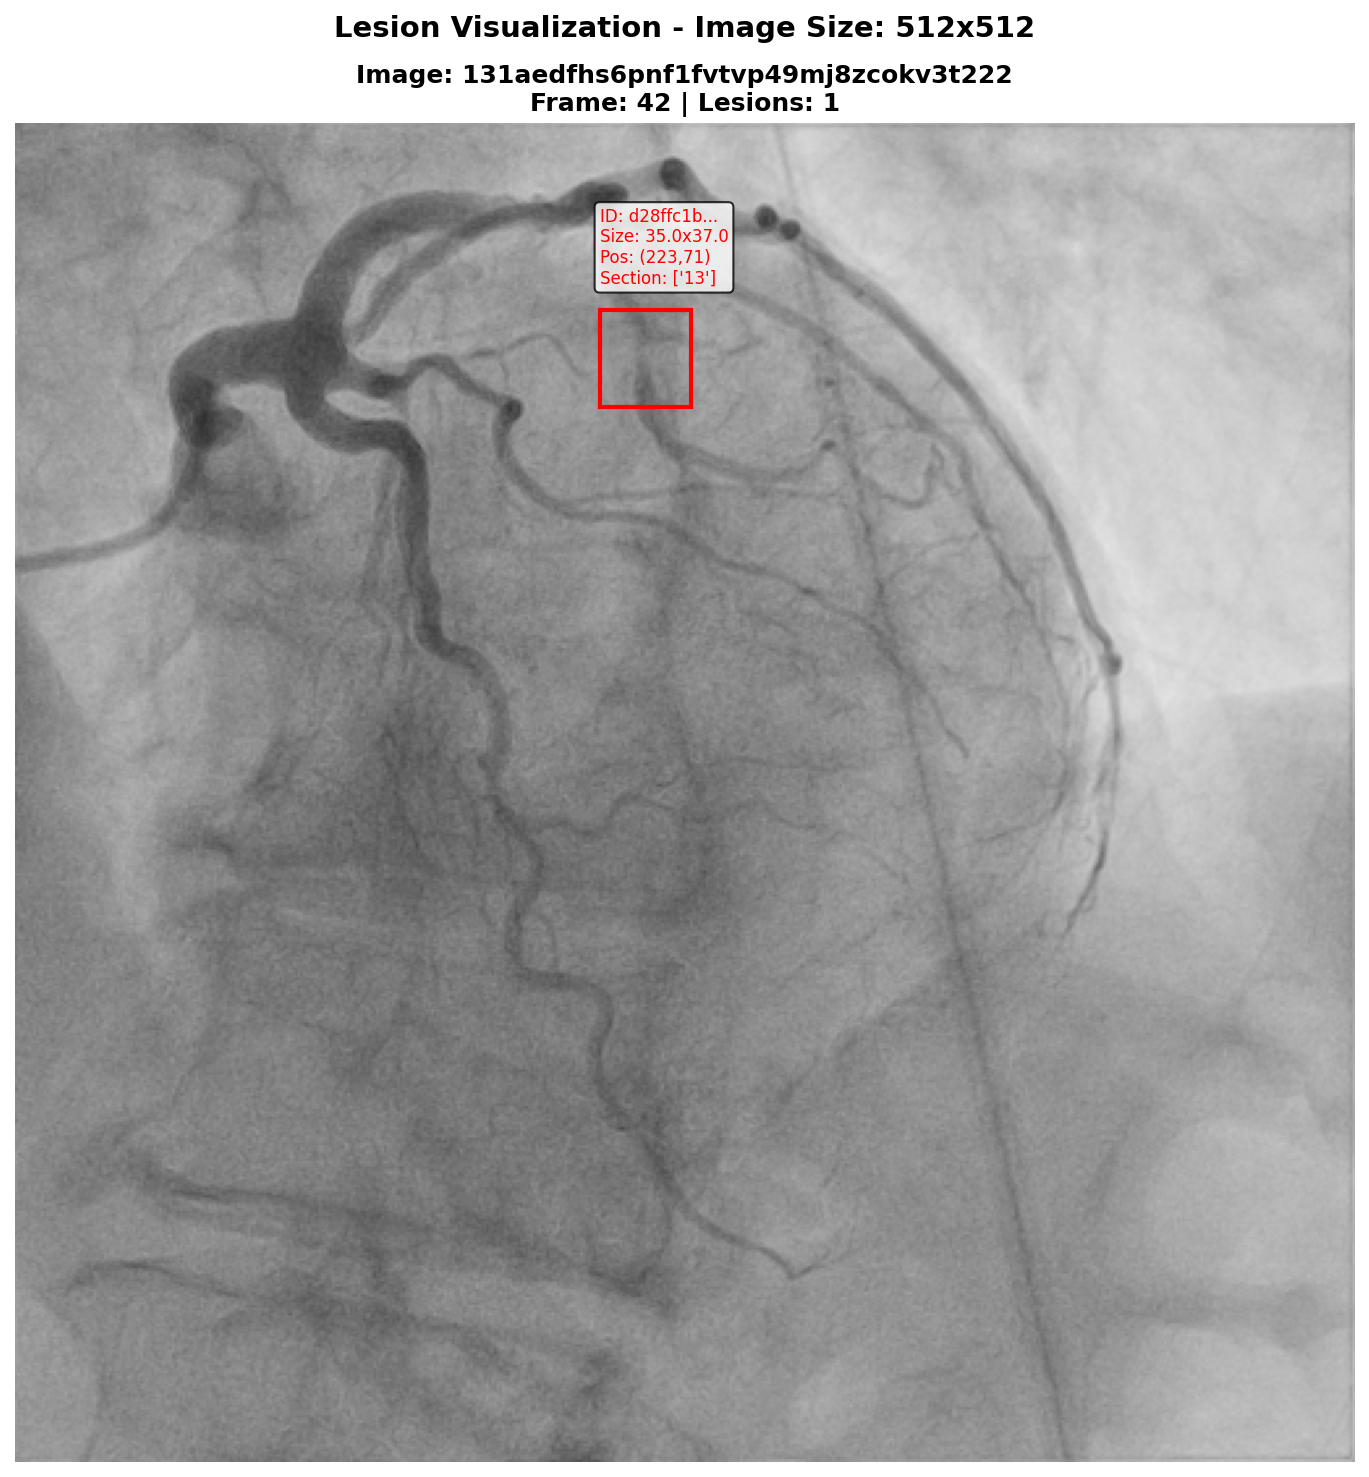 Lesion Visualization - Image Size: 512x512
Image: 131aedfhs6pnf1fvtvp49mj8zcokv3t222
Frame: 42 | Lesions: 1
ID: d28ffc1b...
Size: 35.0x37.0
Pos: (223,71)
Section: ['13']